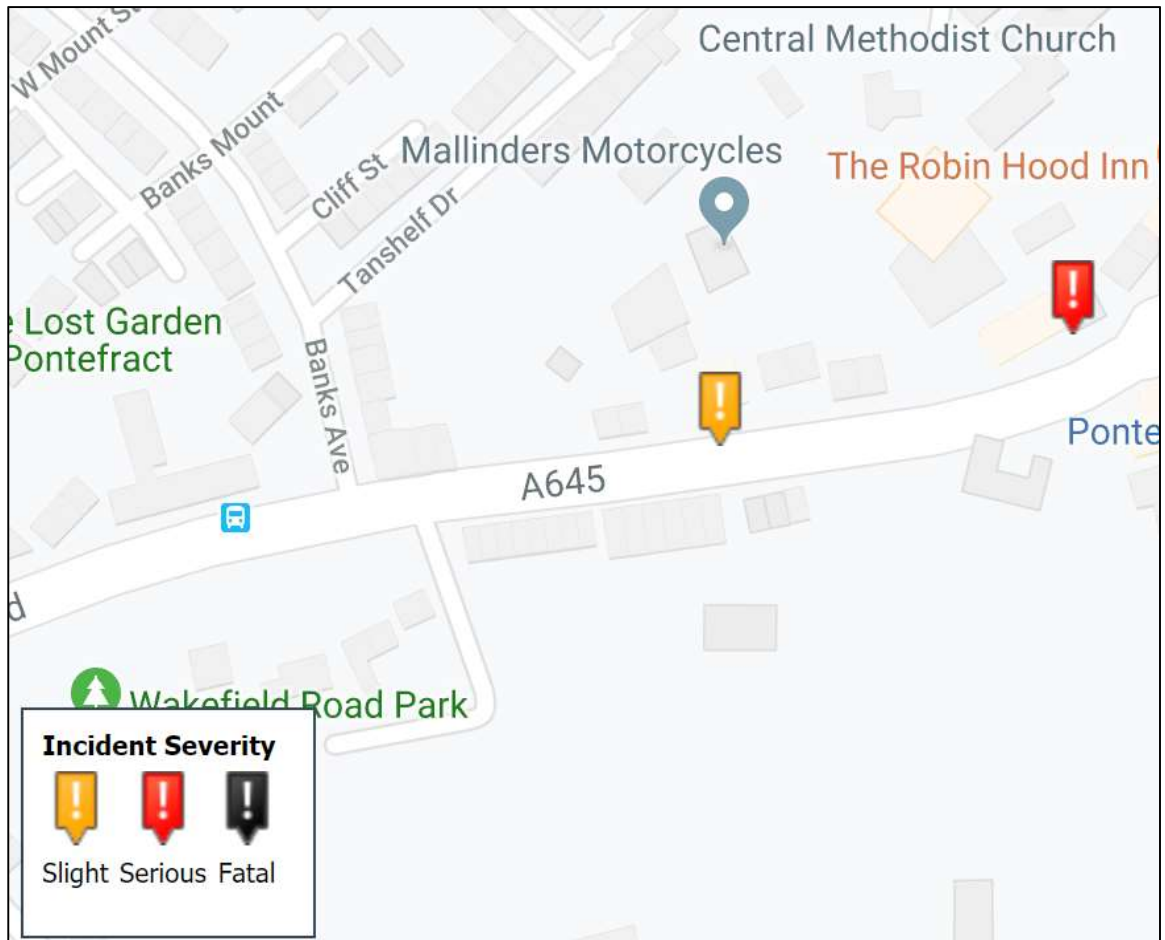 W Mount St
Central Methodist Church
Banks Mount
Cliff St
Mallinders Motorcycles
The Robin Hood Inn
Tanshelf Dr
e Lost Garden
Pontefract
Banks Ave
Ponte
A645
d
Wakefield Road Park
Incident Severity
Slight Serious Fatal